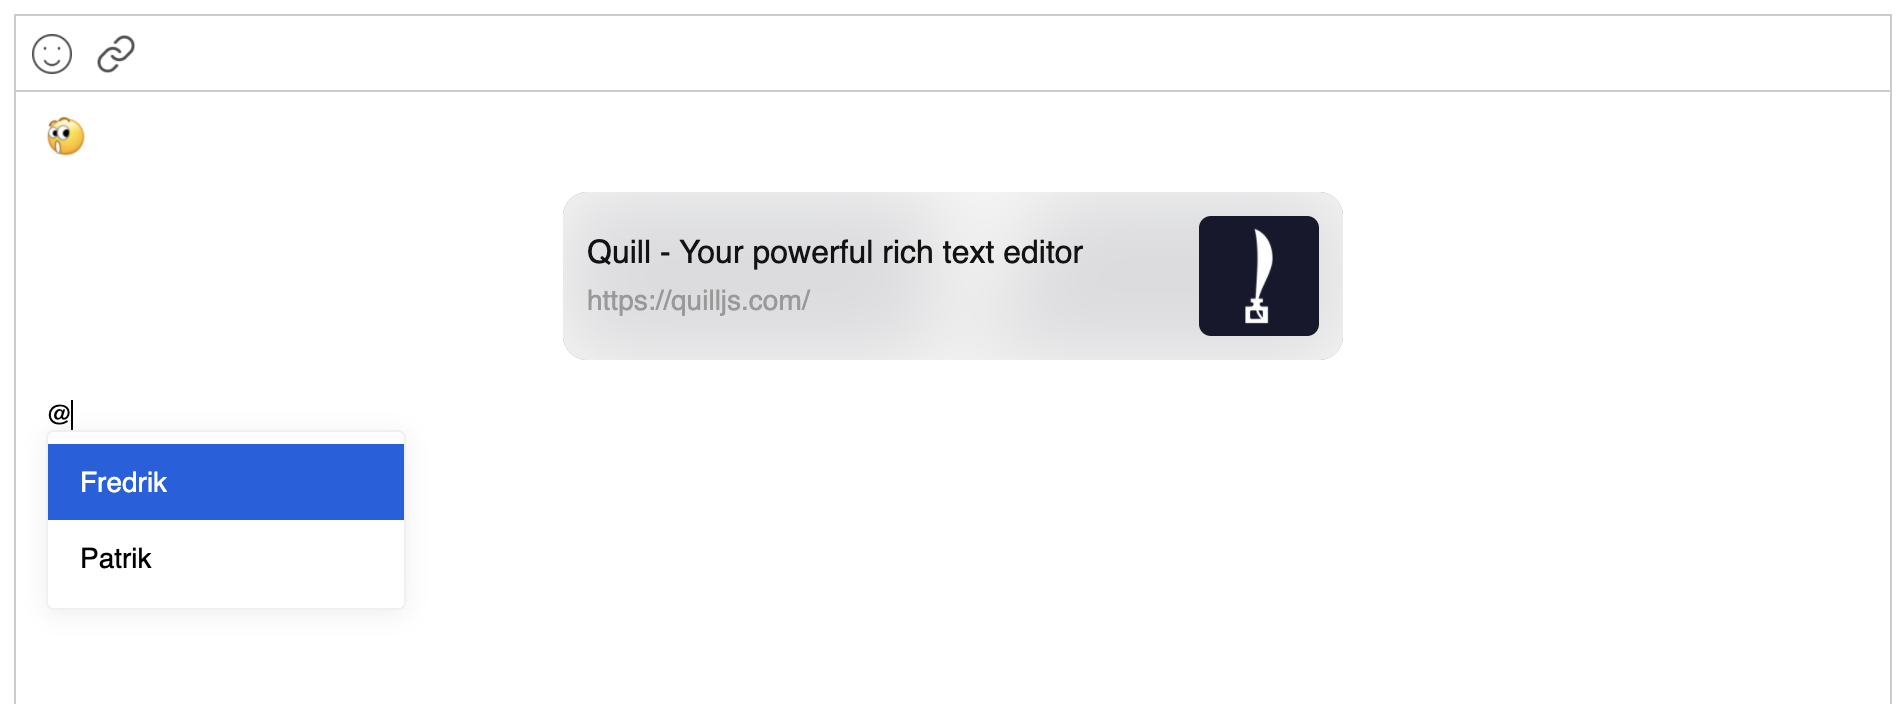 Quill - Your powerful rich text editor
https://quilljs.com/
@
Fredrik
Patrik